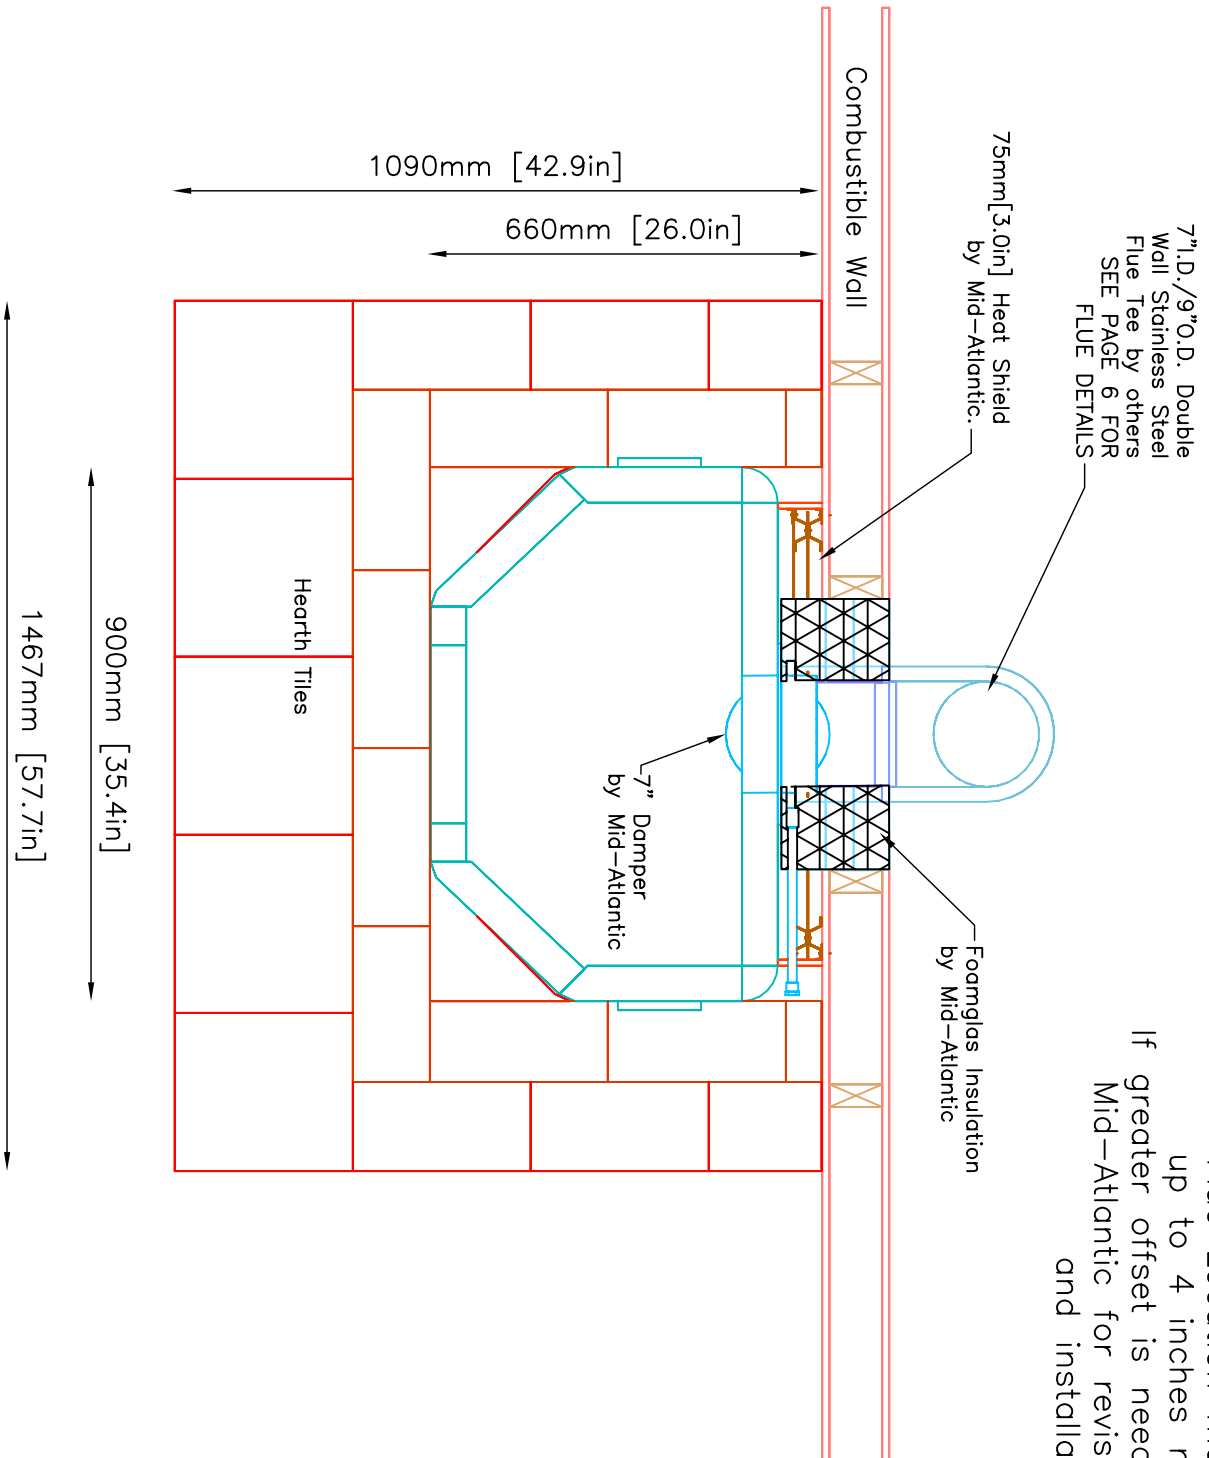 7"I.D./9"O.D. Double
Wall Stainless Steel
Flue Tee by others
SEE PAGE 6 FOR
FLUE DETAILS
75mm[3.0in] Heat Shield
by Mid-Atlantic.
Combustible Wall
1090mm [42.9in]
660mm [26.0in]
up to 4 inches
If greater offset is
Mid-Atlantic for
and
Foamglas Insulation
by Mid-Atlantic
7" Damper
by Mid-Atlantic
Hearth Tiles
900mm [35.4in]
1467mm [57.7in]